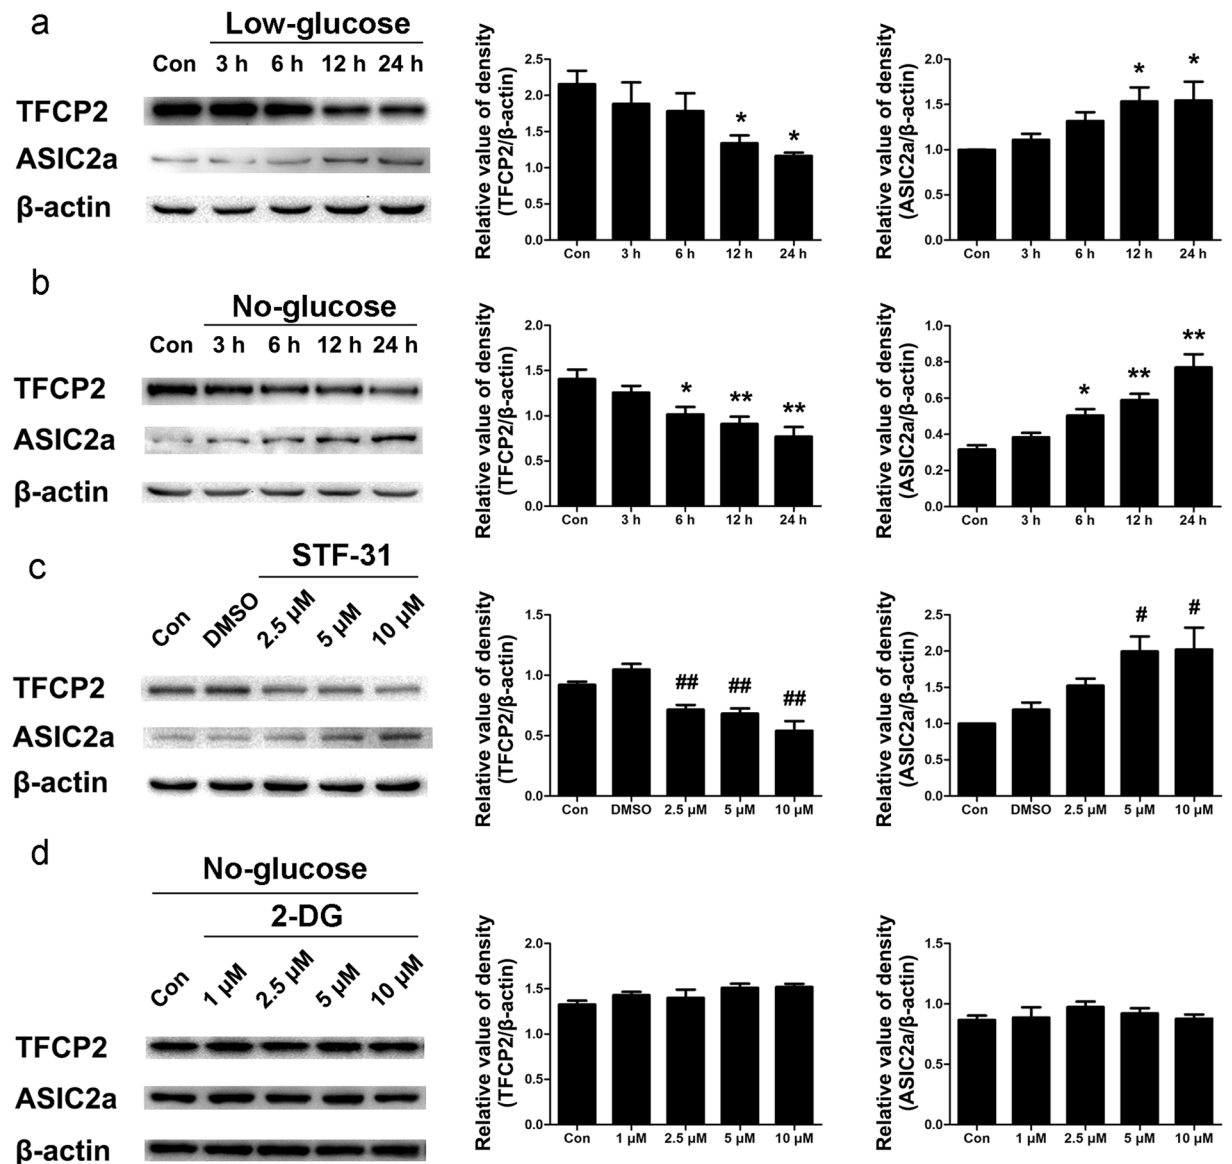 a
Low-glucose
Con 3 h 6 h 12 h 24 h
TFCP2
ASIC2a
β-actin
Relative value of density
(TFCP2/β-actin)
2.5
2.0
1.5
1.0
0.5
0.0
* *
Con 3 h 6 h 12 h 24 h
Relative value of density
(ASIC2a/β-actin)
2.0
1.5
1.0
0.5
0.0
* *
Con 3 h 6 h 12 h 24 h
b
No-glucose
Con 3 h 6 h 12 h 24 h
TFCP2
ASIC2a
β-actin
Relative value of density
(TFCP2/β-actin)
2.0
1.5
1.0
0.5
0.0
* ** **
Con 3 h 6 h 12 h 24 h
Relative value of density
(ASIC2a/β-actin)
1.0
0.8
0.6
0.4
0.2
0.0
* ** **
Con 3 h 6 h 12 h 24 h
c
STF-31
Con DMSO 2.5 μM 5 μM 10 μM
TFCP2
ASIC2a
β-actin
Relative value of density
(TFCP2/β-actin)
1.5
1.0
0.5
0.0
## ## ##
Con DMSO 2.5 μM 5 μM 10 μM
Relative value of density
(ASIC2a/β-actin)
2.5
2.0
1.5
1.0
0.5
0.0
# #
Con DMSO 2.5 μM 5 μM 10 μM
d
No-glucose
2-DG
Con 1 μM 2.5 μM 5 μM 10 μM
TFCP2
ASIC2a
β-actin
Relative value of density
(TFCP2/β-actin)
2.0
1.5
1.0
0.5
0.0
Con 1 μM 2.5 μM 5 μM 10 μM
Relative value of density
(ASIC2a/β-actin)
1.5
1.0
0.5
0.0
Con 1 μM 2.5 μM 5 μM 10 μM